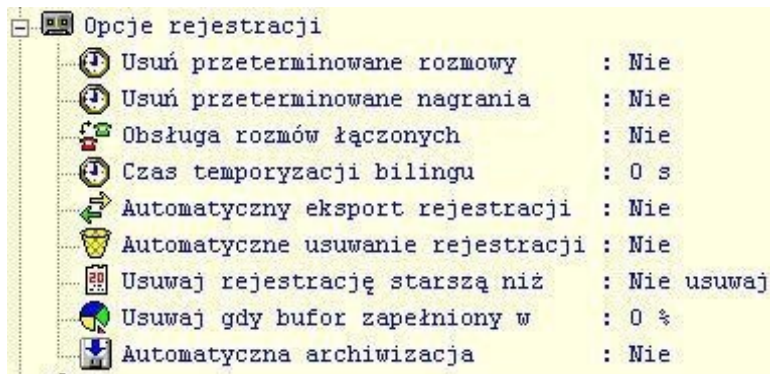 Opcje rejestracji
Usuń przeterminowane rozmowy : Nie
Usuń przeterminowane nagrania : Nie
Obsługa rozmów łączonych : Nie
Czas temporyzacji bilingu : 0 s
Automatyczny eksport rejestracji : Nie
Automatyczne usuwanie rejestracji : Nie
Usuwaj rejestrację starszą niż : Nie usuwaj
Usuwaj gdy bufor zapełniony w : 0 %
Automatyczna archiwizacja : Nie